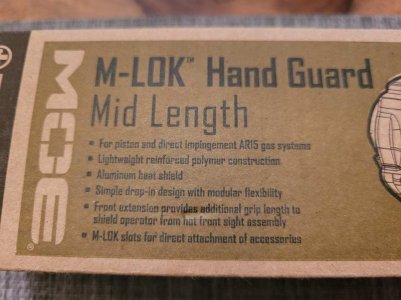 MOE®
M-LOK™ Hand Guard
Mid Length
• For piston and direct impingement AR15 gas systems
• Lightweight reinforced polymer construction
• Aluminum heat shield
• Simple drop-in design with modular flexibility
• Front extension provides additional grip length to
shield operator from hot front sight assembly
• M-LOK slots for direct attachment of accessories